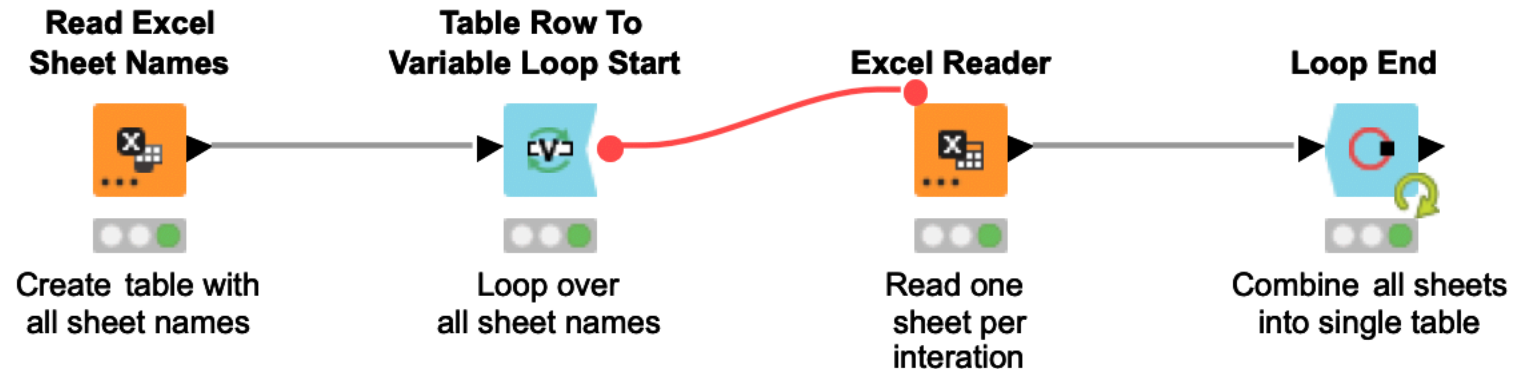 Read Excel
Sheet Names
Table Row To
Variable Loop Start
Excel Reader
Loop End
X
V
X
Create table with
all sheet names
Loop over
all sheet names
Read one
sheet per
interation
Combine all sheets
into single table